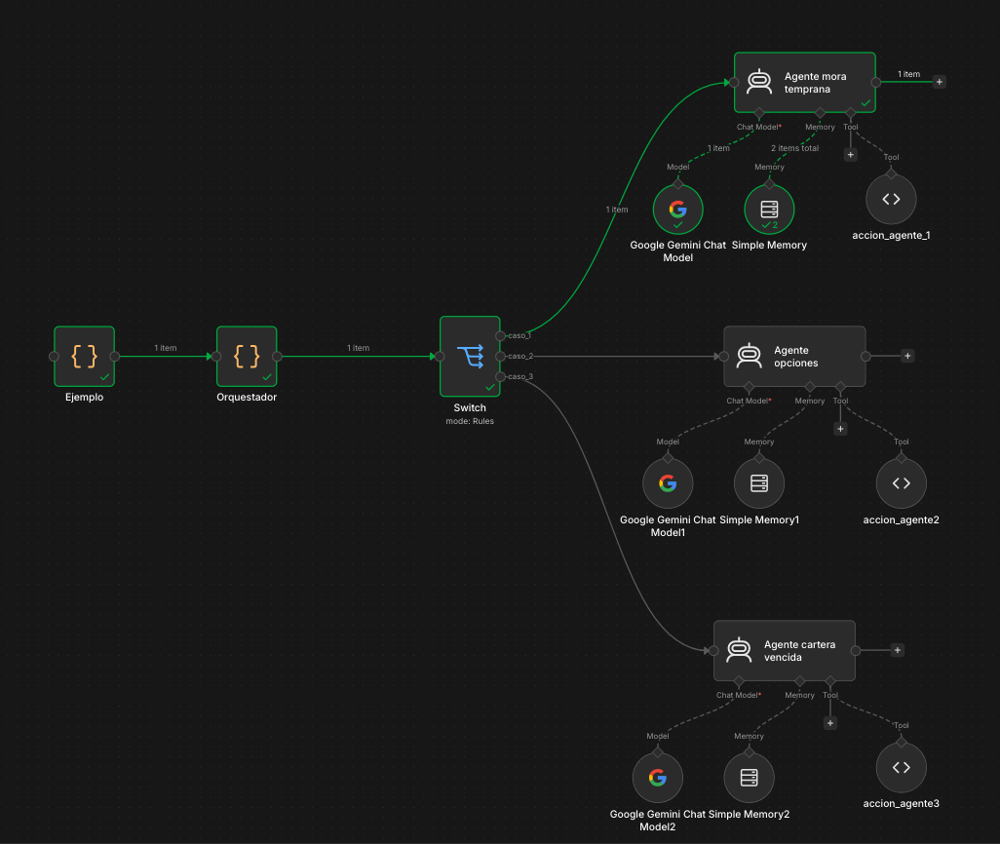 Agente mora
temprana
1 item
Chat Model*
Memory
Tool
1 item
2 items total
Model
Memory
Tool
1 item
2
Google Gemini Chat
Model
Simple Memory
accion_agente_1
{ }
1 item
{ }
1 item
caso_1
caso_2
caso_3
Ejemplo
Orquestador
Switch
mode: Rules
Agente
opciones
Chat Model*
Memory
Tool
Model
Memory
Tool
Google Gemini Chat
Model1
Simple Memory1
accion_agente2
Agente cartera
vencida
Chat Model*
Memory
Tool
Model
Memory
Tool
Google Gemini Chat
Model2
Simple Memory2
accion_agente3